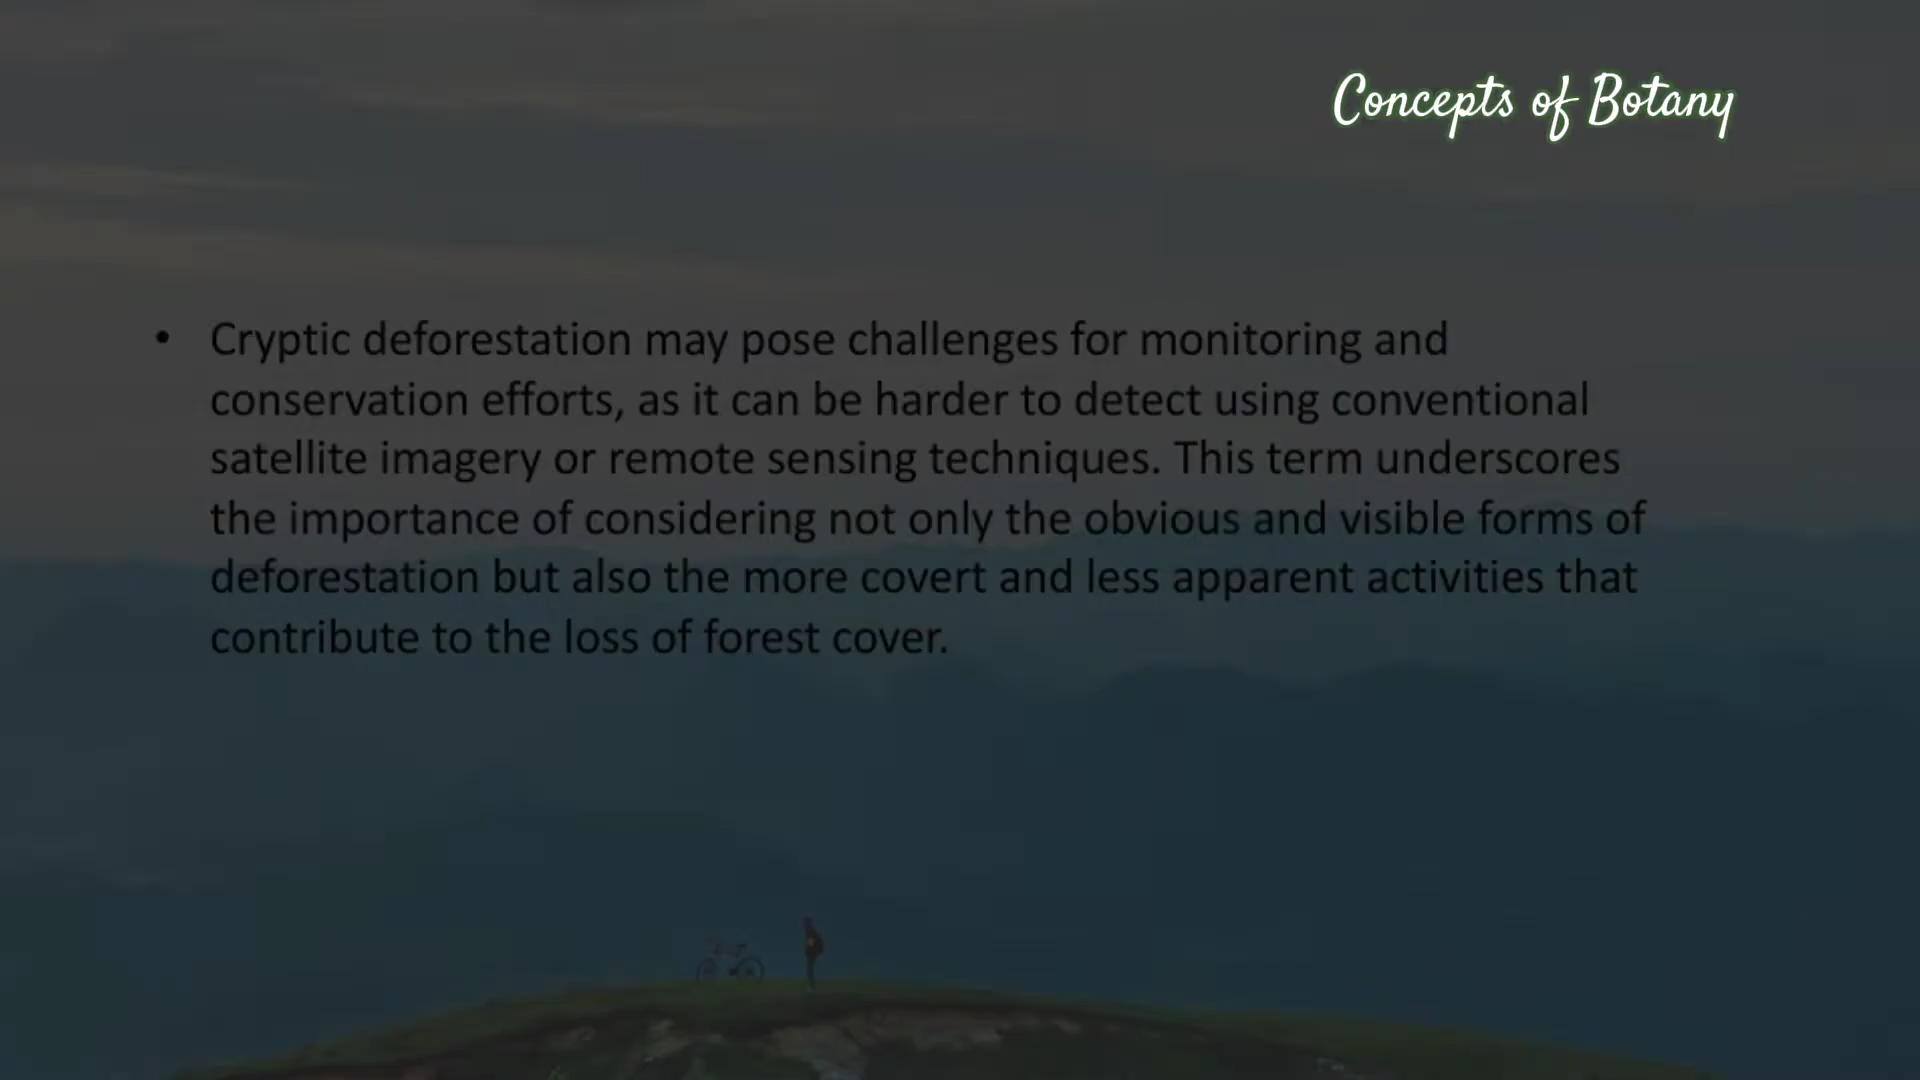 Concepts of Botany
• Cryptic deforestation may pose challenges for monitoring and
conservation efforts, as it can be harder to detect using conventional
satellite imagery or remote sensing techniques. This term underscores
the importance of considering not only the obvious and visible forms of
deforestation but also the more covert and less apparent activities that
contribute to the loss of forest cover.